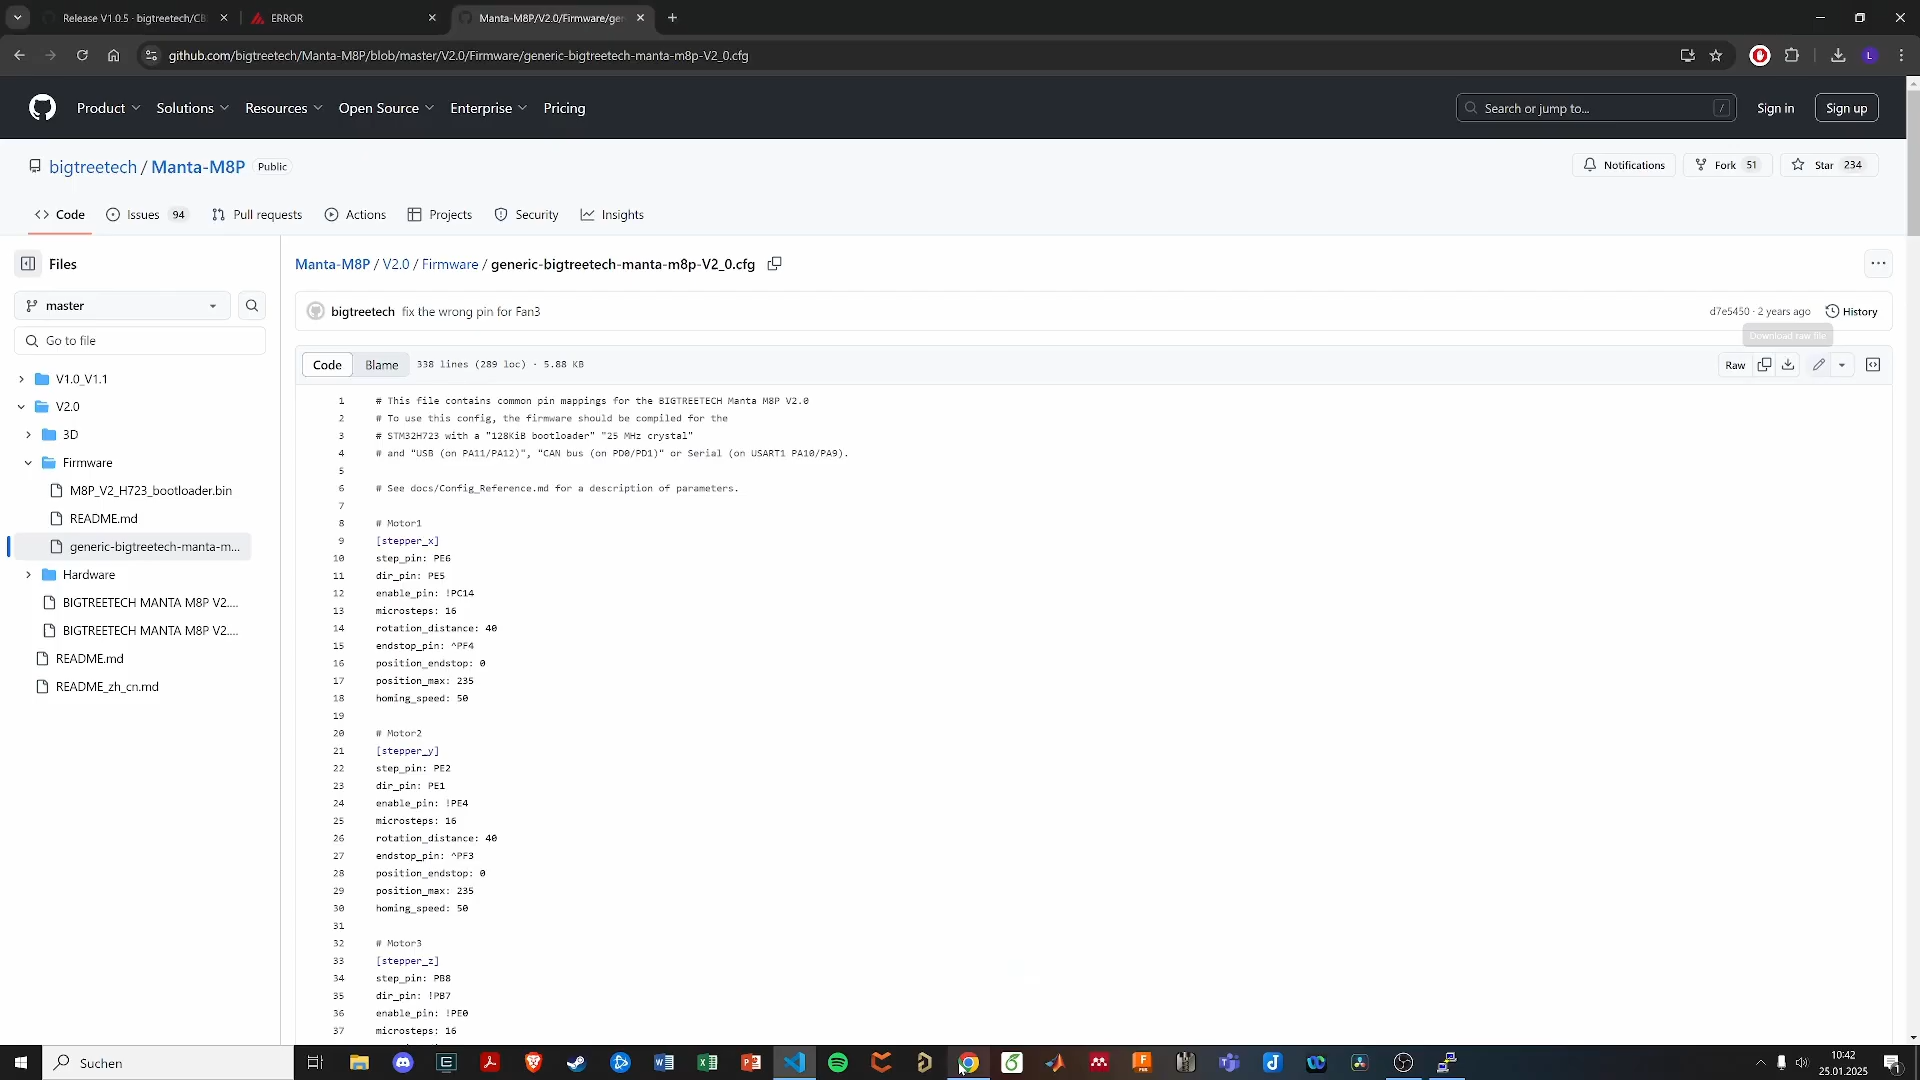 Release V1.0.5 · bigtreetech/CB
ERROR
Manta-M8P/V2.0/Firmware/gen
github.com/bigtreetech/Manta-M8P/blob/master/V2.0/Firmware/generic-bigtreetech-manta-m8p-V2_0.cfg
L
Product
Solutions
Resources
Open Source
Enterprise
Pricing
Search or jump to...
/
Sign in
Sign up
bigtreetech / Manta-M8P Public
Notifications
Fork 51
Star 234
Code
Issues 94
Pull requests
Actions
Projects
Security
Insights
Files
master
Go to file
V1.0_V1.1
V2.0
3D
Firmware
M8P_V2_H723_bootloader.bin
README.md
generic-bigtreetech-manta-m...
Hardware
BIGTREETECH MANTA M8P V2....
BIGTREETECH MANTA M8P V2....
README.md
README_zh_cn.md
Manta-M8P / V2.0 / Firmware / generic-bigtreetech-manta-m8p-V2_0.cfg
bigtreetech fix the wrong pin for Fan3
d7e5450 · 2 years ago
History
Download raw file
Code
Blame
338 lines (289 loc) · 5.88 KB
Raw
1 # This file contains common pin mappings for the BIGTREETECH Manta M8P V2.0
2 # To use this config, the firmware should be compiled for the
3 # STM32H723 with a "128KiB bootloader" "25 MHz crystal"
4 # and "USB (on PA11/PA12)", "CAN bus (on PD0/PD1)" or Serial (on USART1 PA10/PA9).
5
6 # See docs/Config_Reference.md for a description of parameters.
7
8 # Motor1
9 [stepper_x]
10 step_pin: PE6
11 dir_pin: PE5
12 enable_pin: !PC14
13 microsteps: 16
14 rotation_distance: 40
15 endstop_pin: ^PF4
16 position_endstop: 0
17 position_max: 235
18 homing_speed: 50
19
20 # Motor2
21 [stepper_y]
22 step_pin: PE2
23 dir_pin: PE1
24 enable_pin: !PE4
25 microsteps: 16
26 rotation_distance: 40
27 endstop_pin: ^PF3
28 position_endstop: 0
29 position_max: 235
30 homing_speed: 50
31
32 # Motor3
33 [stepper_z]
34 step_pin: PB8
35 dir_pin: !PB7
36 enable_pin: !PE0
37 microsteps: 16
Suchen
10:42
25.01.2025